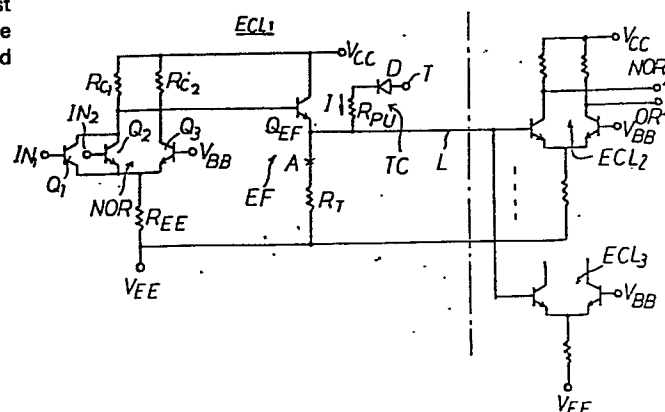 st
e
d
ECL1
VCC
RC1
RC2
D
T
I
RPU
IN2
Q2
Q3
QEF
IN1
VBB
Q1
NOR
A
EF
TC
L
RT
REE
VEE
VCC
NOR
OR
VBB
ECL2
ECL3
VBB
VEE